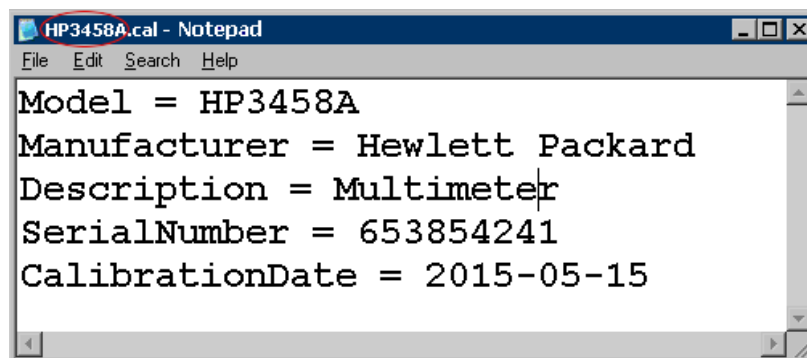 HP3458A.cal - Notepad
File Edit Search Help
Model = HP3458A
Manufacturer = Hewlett Packard
Description = Multimeter
SerialNumber = 653854241
CalibrationDate = 2015-05-15